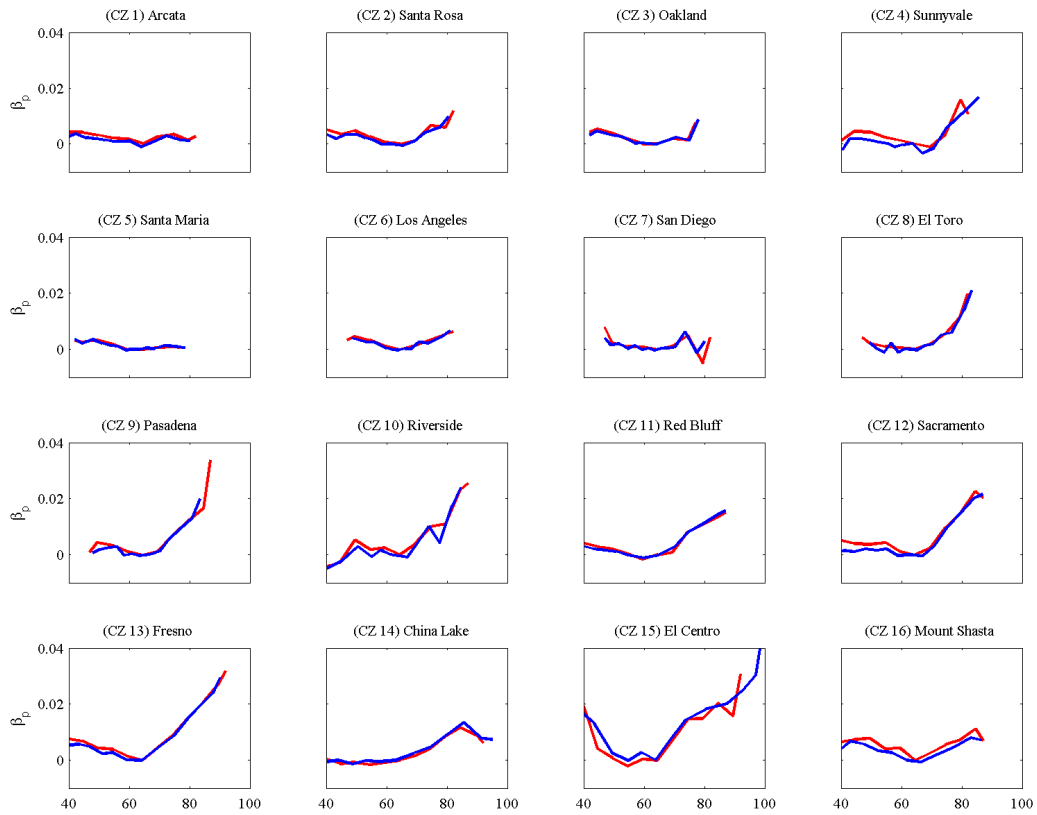 (CZ 1) Arcata
(CZ 2) Santa Rosa
(CZ 3) Oakland
(CZ 4) Sunnyvale
0.04
0.02
0
βp
(CZ 5) Santa Maria
(CZ 6) Los Angeles
(CZ 7) San Diego
(CZ 8) El Toro
0.04
0.02
0
βp
(CZ 9) Pasadena
(CZ 10) Riverside
(CZ 11) Red Bluff
(CZ 12) Sacramento
0.04
0.02
0
βp
(CZ 13) Fresno
(CZ 14) China Lake
(CZ 15) El Centro
(CZ 16) Mount Shasta
0.04
0.02
0
βp
40 60 80 100
40 60 80 100
40 60 80 100
40 60 80 100